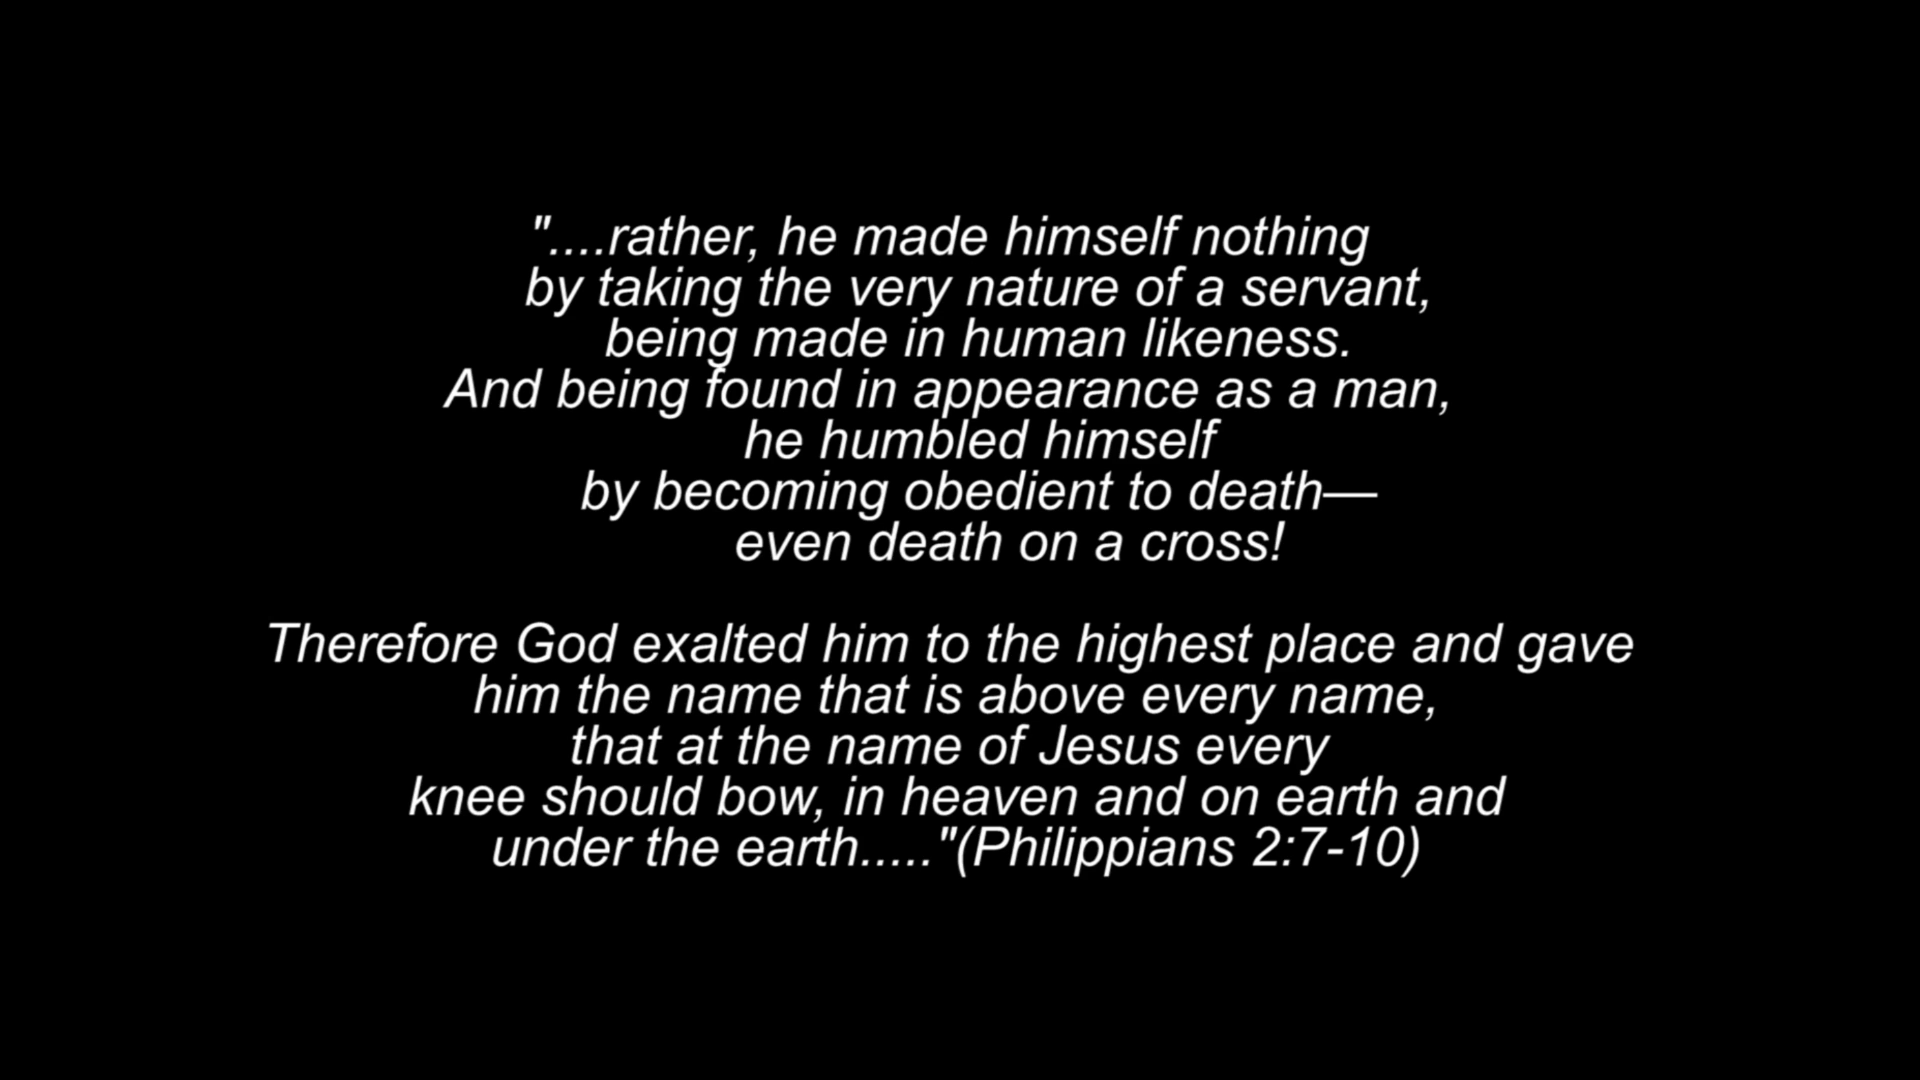 "....rather, he made himself nothing
by taking the very nature of a servant,
being made in human likeness.
And being found in appearance as a man,
he humbled himself
by becoming obedient to death—
even death on a cross!
Therefore God exalted him to the highest place and gave
him the name that is above every name,
that at the name of Jesus every
knee should bow, in heaven and on earth and
under the earth....."(Philippians 2:7-10)